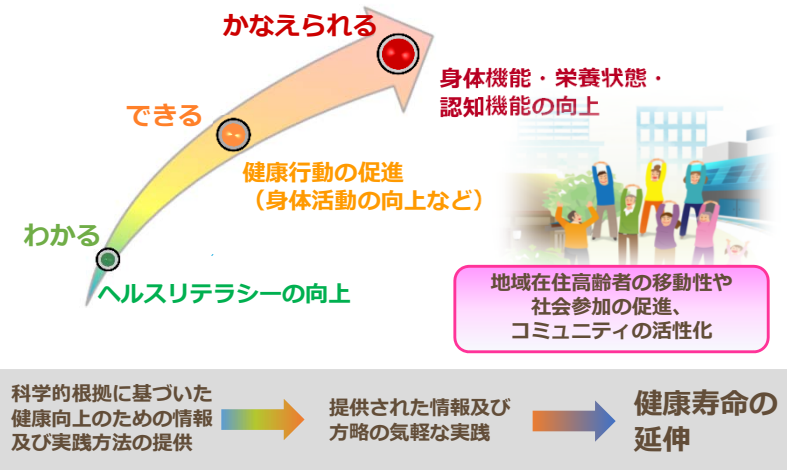 かなえられる
身体機能・栄養状態・
認知機能の向上
できる
健康行動の促進
（身体活動の向上など）
わかる
ヘルスリテラシーの向上
地域在住高齢者の移動性や
社会参加の促進、
コミュニティの活性化
科学的根拠に基づいた
健康向上のための情報
及び実践方法の提供
提供された情報及び
方略の気軽な実践
健康寿命の
延伸